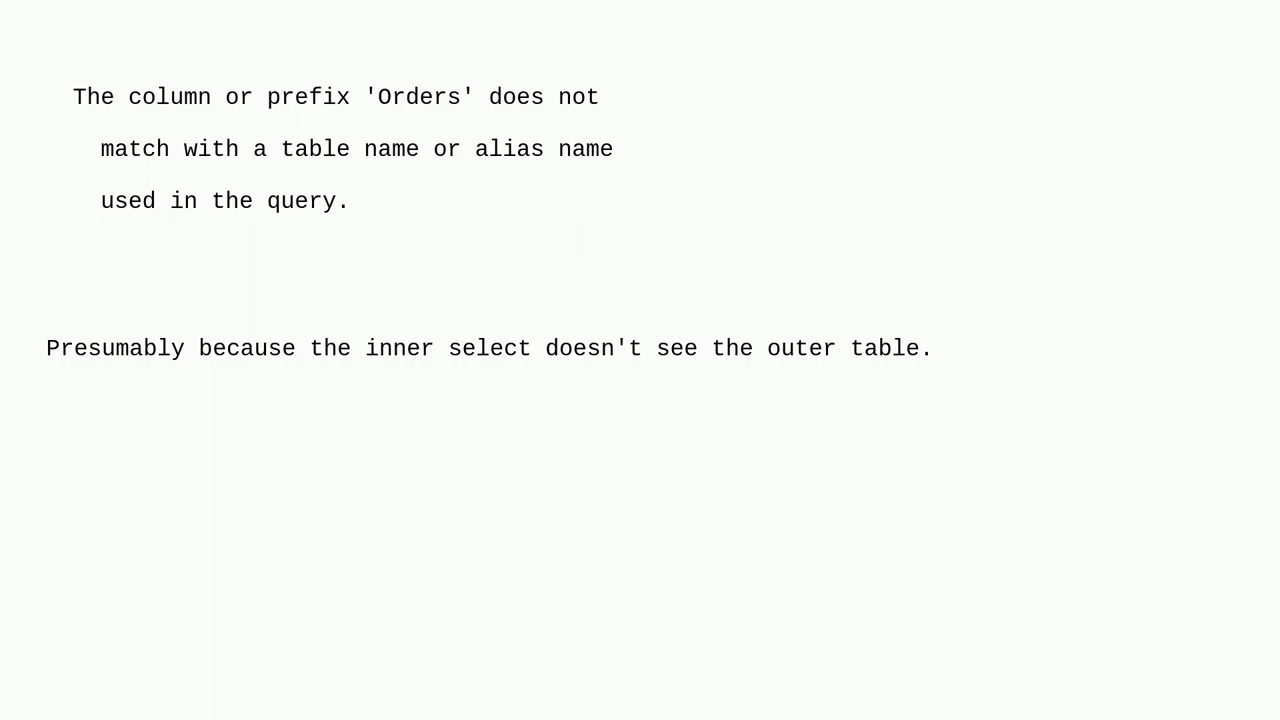 The column or prefix 'Orders' does not
match with a table name or alias name
used in the query.
Presumably because the inner select doesn't see the outer table.